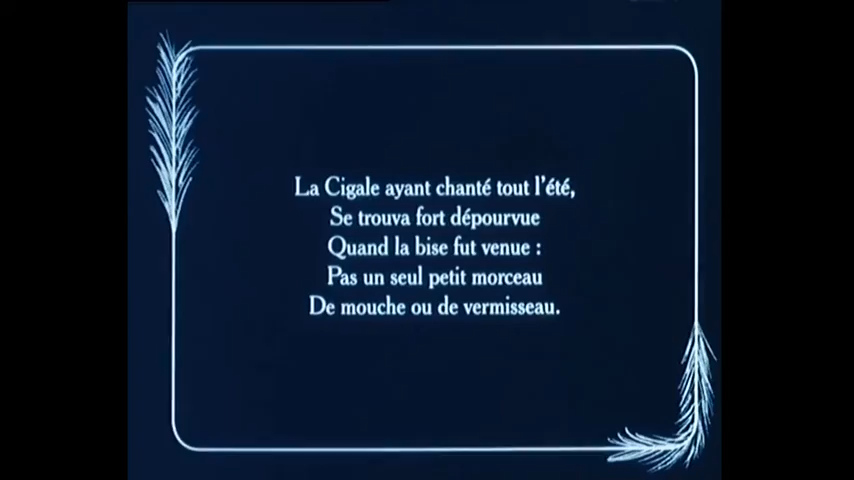 La Cigale ayant chanté tout l'été,
Se trouva fort dépourvue
Quand la bise fut venue :
Pas un seul petit morceau
De mouche ou de vermisseau.